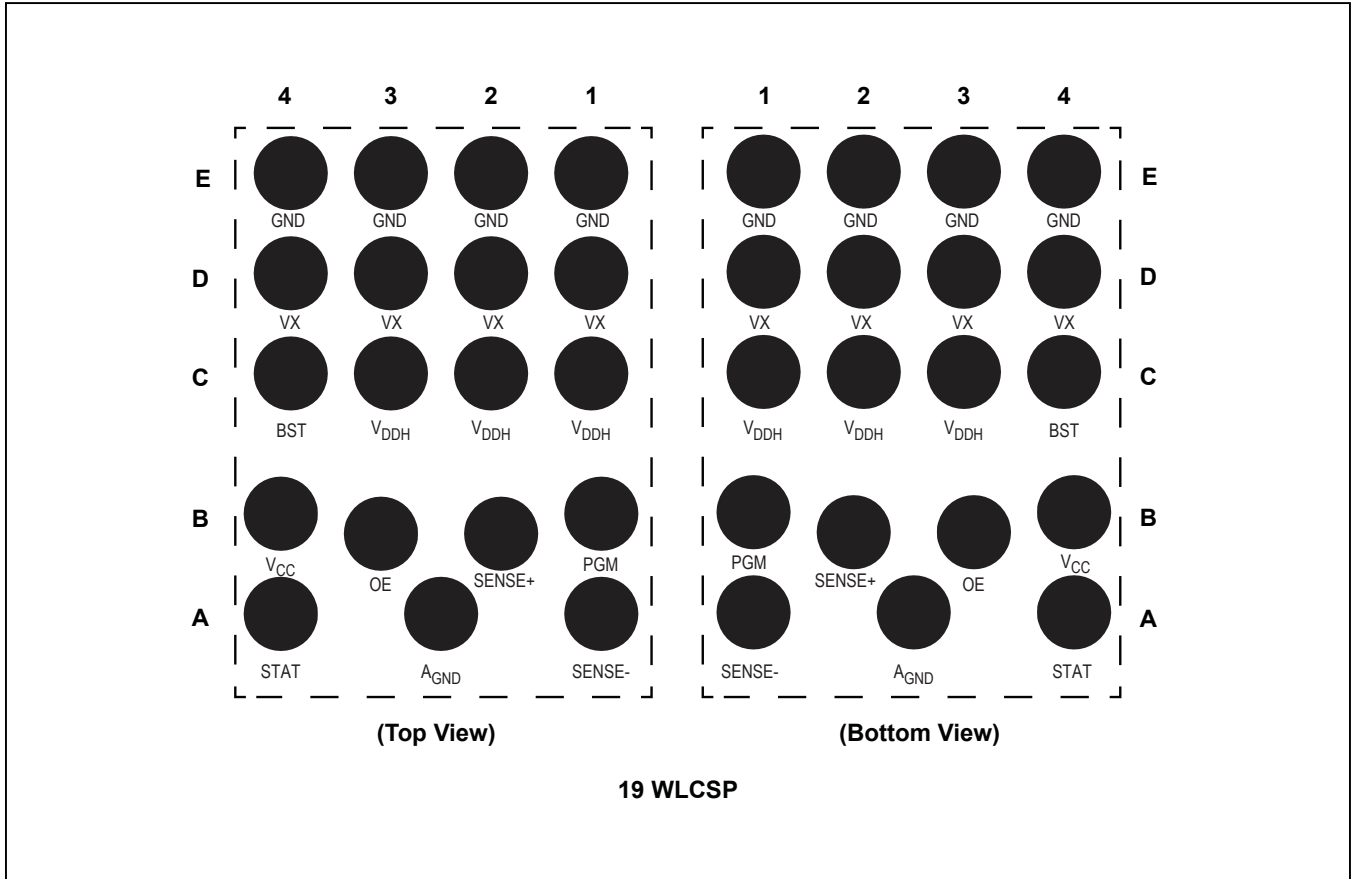 4 3 2 1 1 2 3 4
E E
GND GND GND GND GND GND GND GND
D D
VX VX VX VX VX VX VX VX
C C
BST VDDH VDDH VDDH VDDH VDDH VDDH BST
B B
VCC OE SENSE+ PGM PGM SENSE+ OE VCC
A A
STAT AGND SENSE- SENSE- AGND STAT
(Top View) (Bottom View)
19 WLCSP